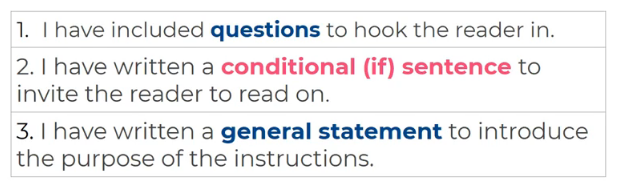 1. I have included questions to hook the reader in.
2. I have written a conditional (if) sentence to
invite the reader to read on.
3. I have written a general statement to introduce
the purpose of the instructions.